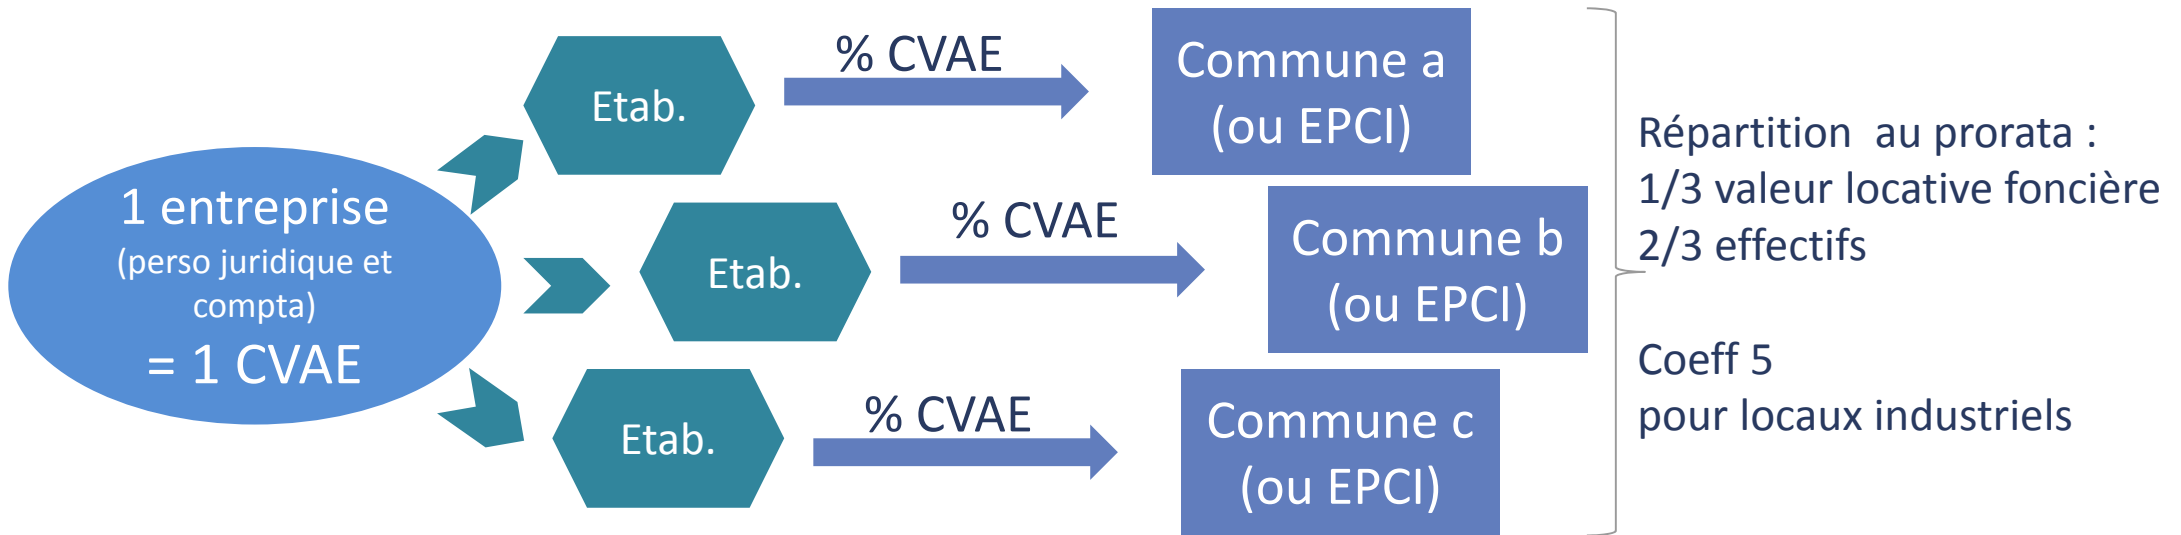 1 entreprise
(perso juridique et
compta)
= 1 CVAE
Etab.
% CVAE
Commune a
(ou EPCI)
Etab.
% CVAE
Commune b
(ou EPCI)
Etab.
% CVAE
Commune c
(ou EPCI)
Répartition au prorata :
1/3 valeur locative foncière
2/3 effectifs
Coeff 5
pour locaux industriels